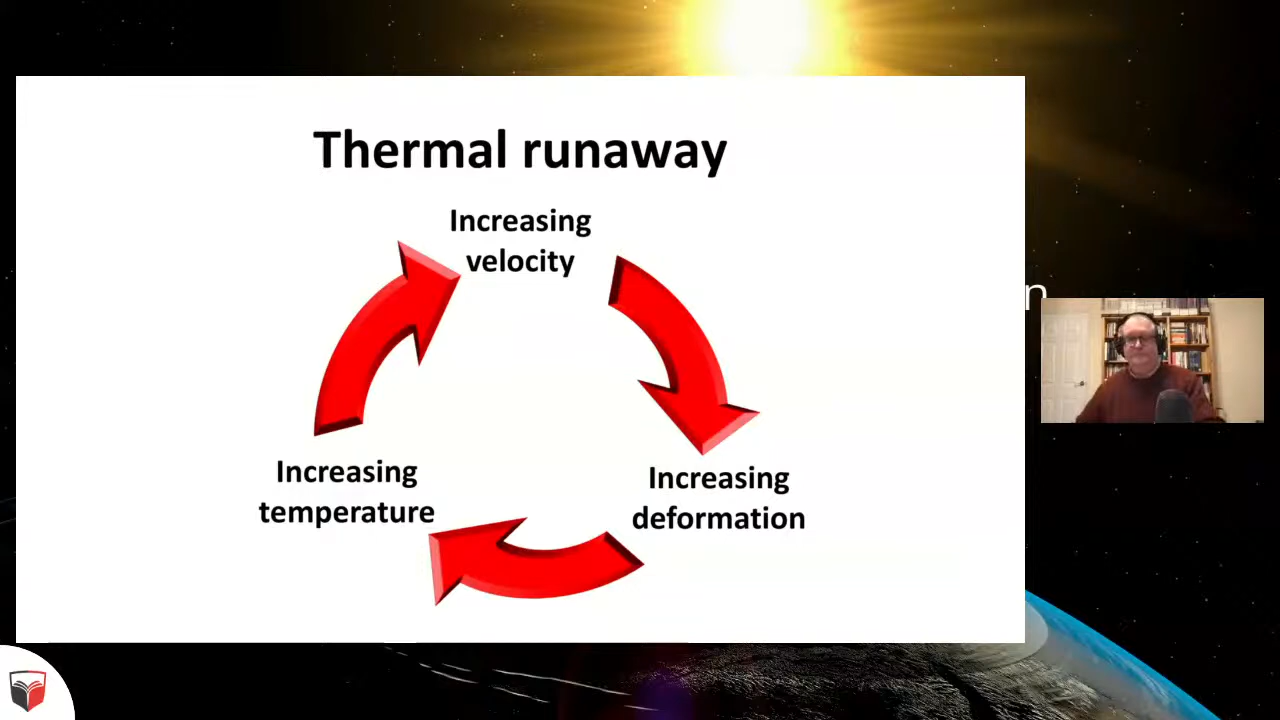 Thermal runaway
Increasing
velocity
Increasing
temperature
Increasing
deformation
n